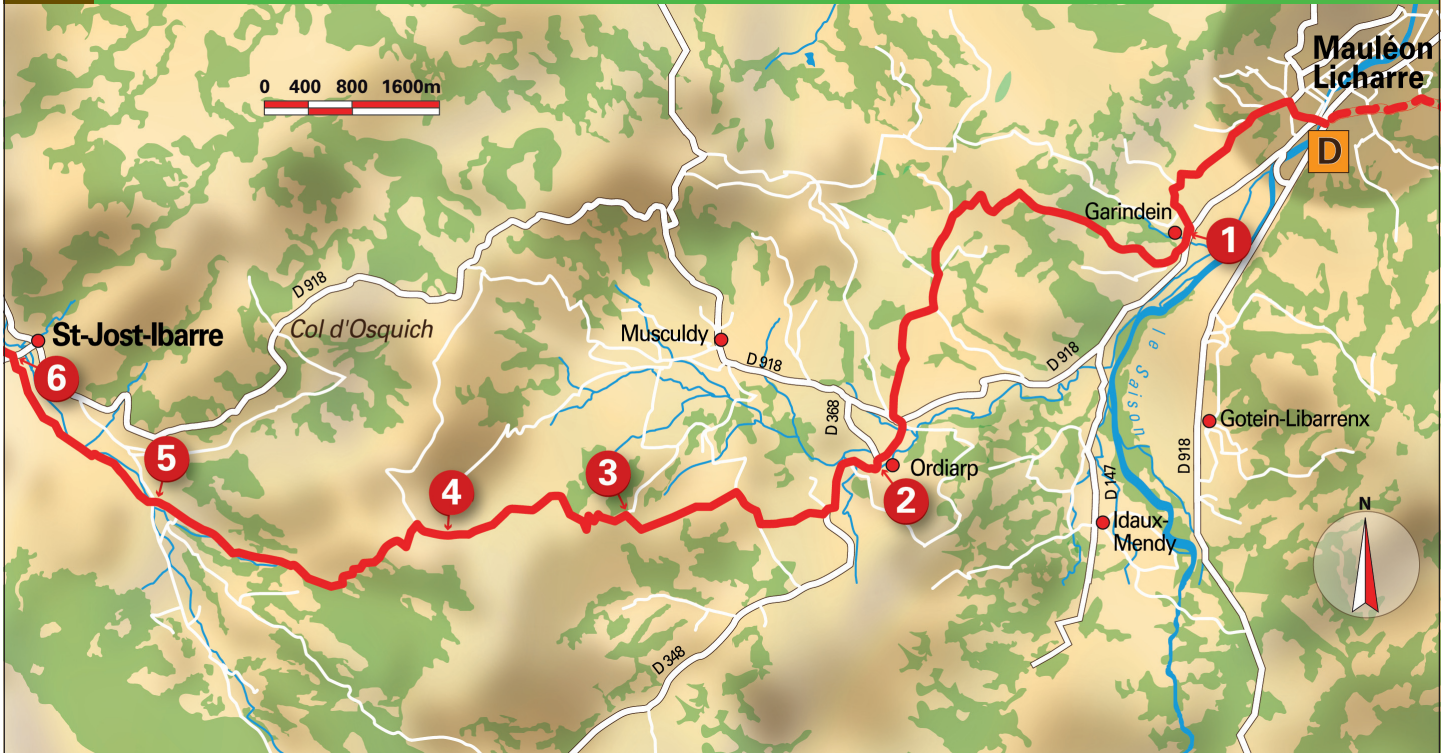 Mauléon
Licharre
0 400 800 1600m
D
Garindein
1
D 918
Col d'Osquich
St-Jost-Ibarre
6
Musculdy
D 918
D 918
le Saison
D 368
Gotein-Libarrenx
5
3
4
Ordiarp
2
D 147
D 918
N
Idaux-
Mendy
D 348